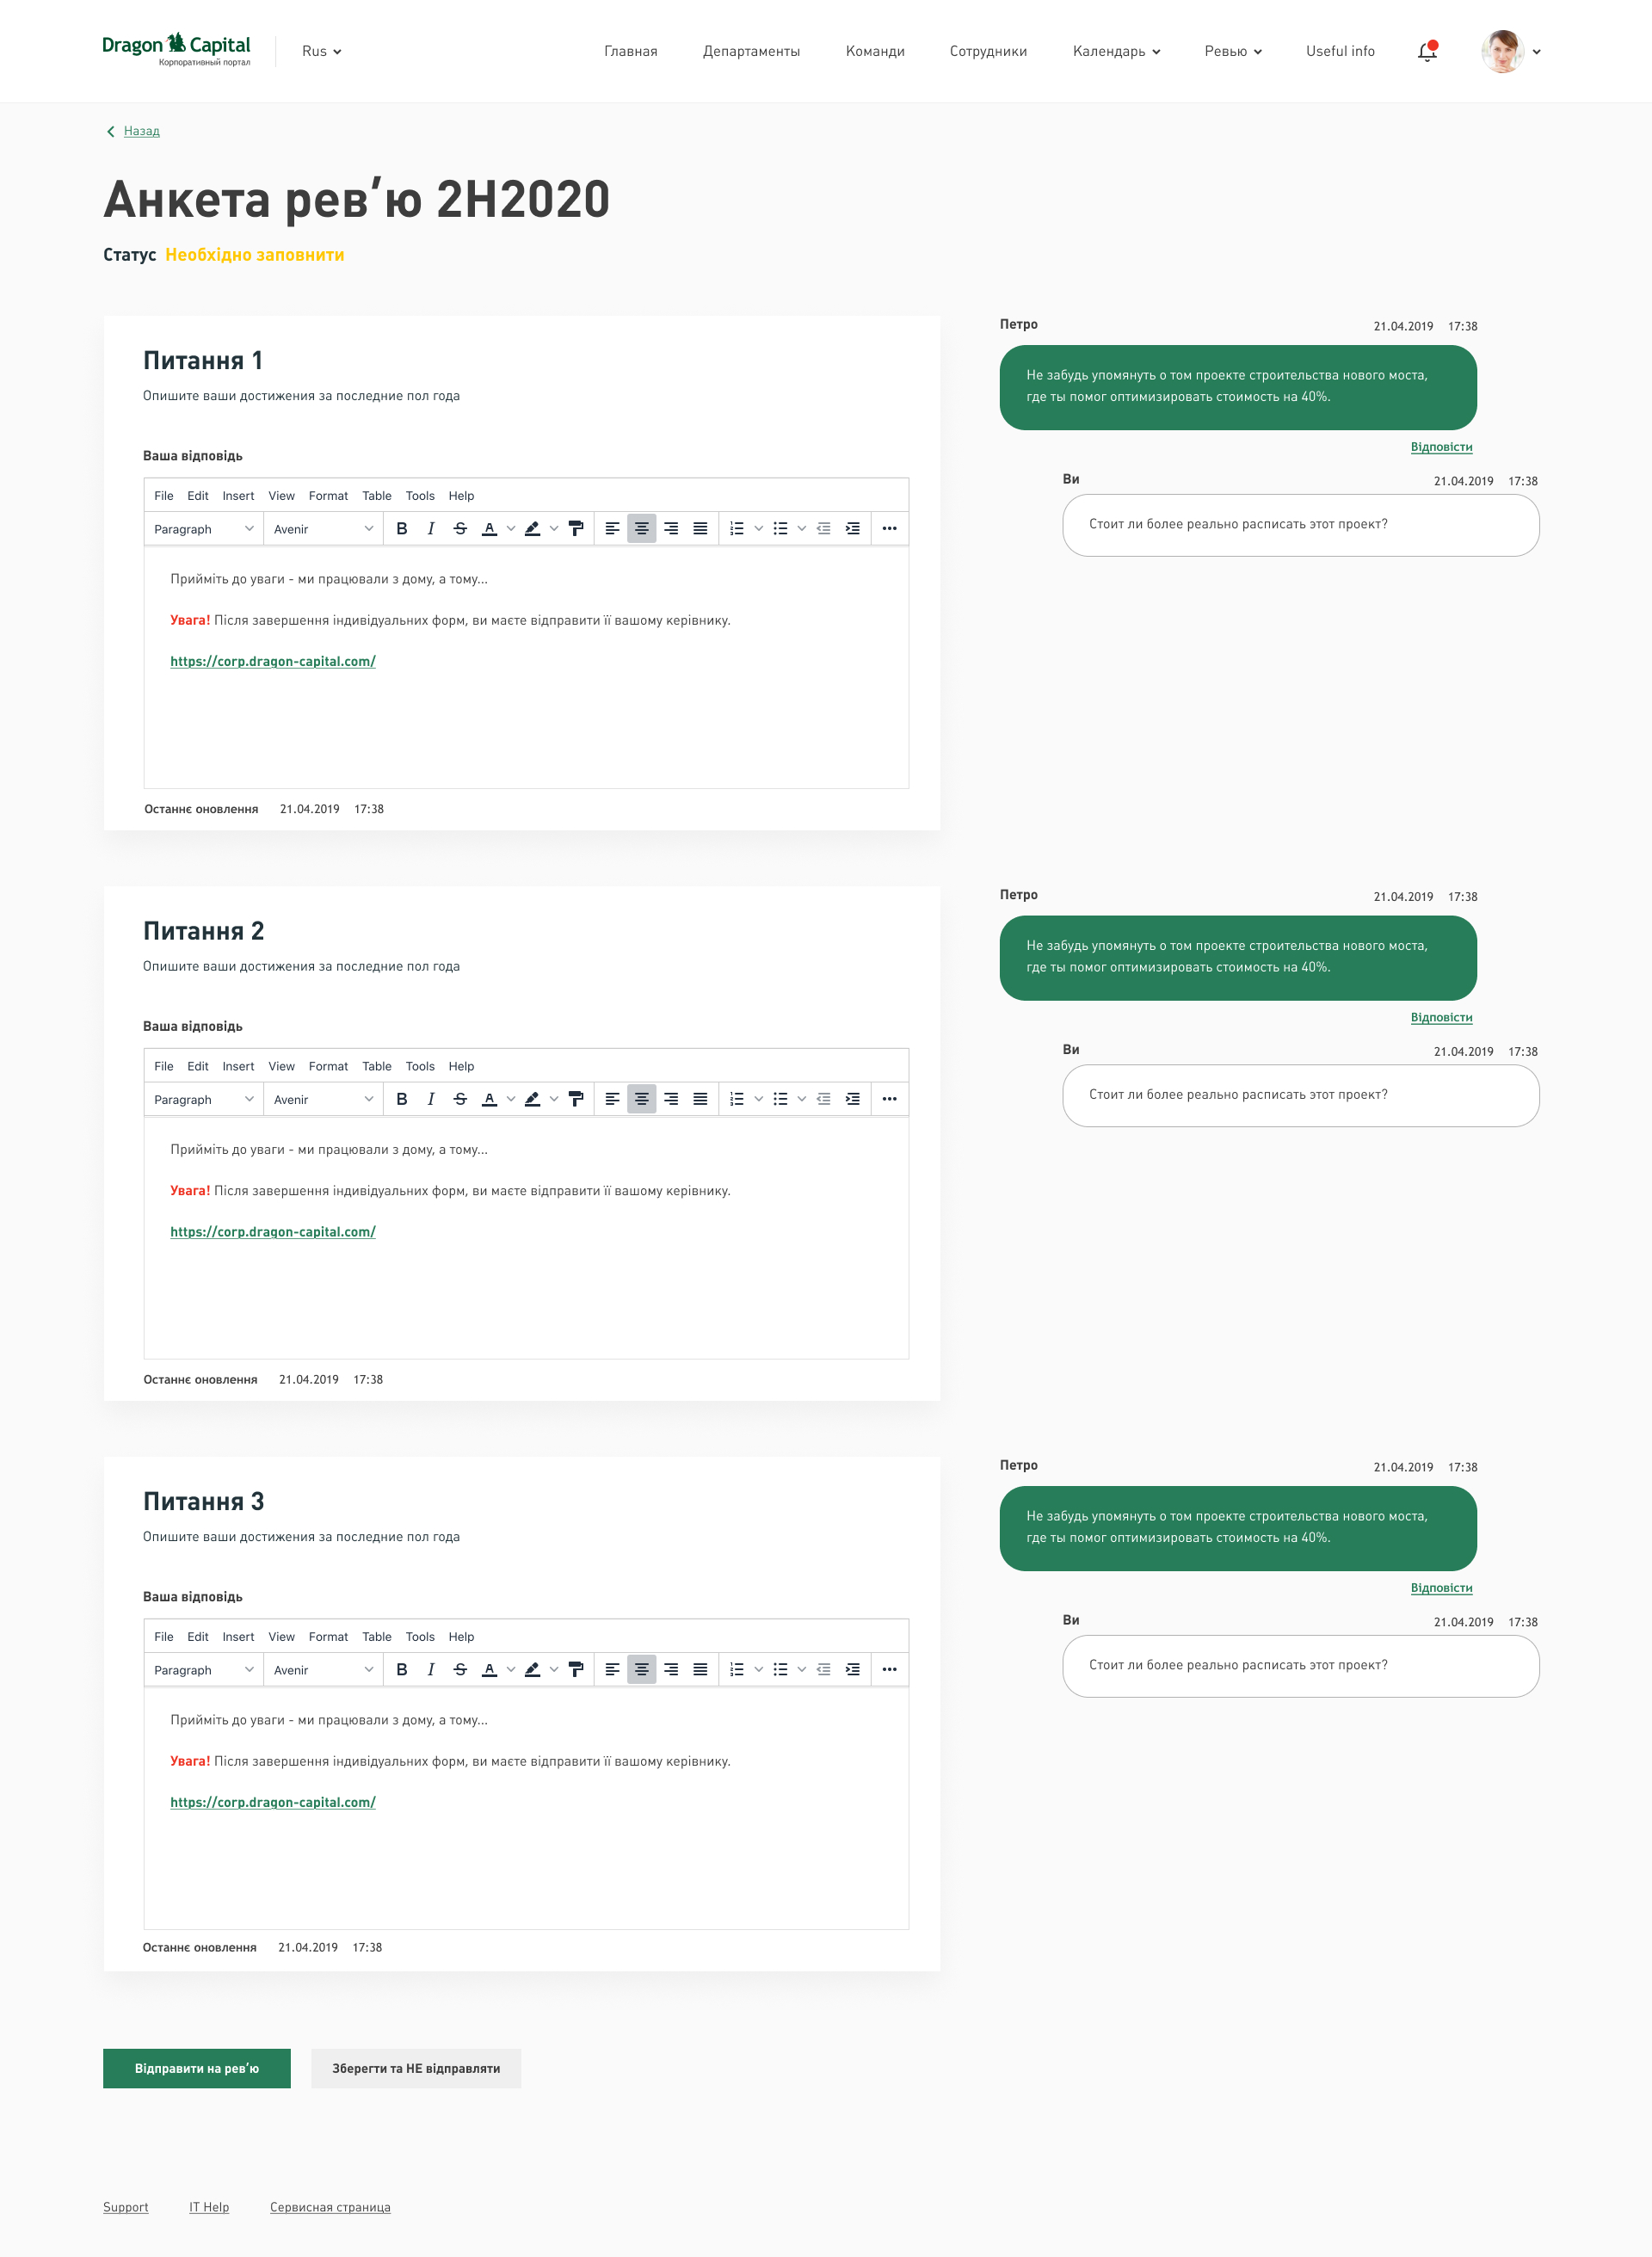 Dragon Capital
Корпоративный портал
Rus
Главная Департаменты Команди Сотрудники Календарь Ревью Useful info
Назад
Анкета рев’ю 2H2020
Статус Необхідно заповнити
Питання 1
Опишите ваши достижения за последние пол года
Ваша відповідь
File Edit Insert View Format Table Tools Help
Paragraph Avenir
Прийміть до уваги - ми працювали з дому, а тому...
Увага! Після завершення індивідуальних форм, ви маєте відправити її вашому керівнику.
https://corp.dragon-capital.com/
Останнє оновлення 21.04.2019 17:38
Петро 21.04.2019 17:38
Не забудь упомянуть о том проекте строительства нового моста,
где ты помог оптимизировать стоимость на 40%.
Відповісти
Ви 21.04.2019 17:38
Стоит ли более реально расписать этот проект?
Питання 2
Опишите ваши достижения за последние пол года
Ваша відповідь
File Edit Insert View Format Table Tools Help
Paragraph Avenir
Прийміть до уваги - ми працювали з дому, а тому...
Увага! Після завершення індивідуальних форм, ви маєте відправити її вашому керівнику.
https://corp.dragon-capital.com/
Останнє оновлення 21.04.2019 17:38
Петро 21.04.2019 17:38
Не забудь упомянуть о том проекте строительства нового моста,
где ты помог оптимизировать стоимость на 40%.
Відповісти
Ви 21.04.2019 17:38
Стоит ли более реально расписать этот проект?
Питання 3
Опишите ваши достижения за последние пол года
Ваша відповідь
File Edit Insert View Format Table Tools Help
Paragraph Avenir
Прийміть до уваги - ми працювали з дому, а тому...
Увага! Після завершення індивідуальних форм, ви маєте відправити її вашому керівнику.
https://corp.dragon-capital.com/
Останнє оновлення 21.04.2019 17:38
Петро 21.04.2019 17:38
Не забудь упомянуть о том проекте строительства нового моста,
где ты помог оптимизировать стоимость на 40%.
Відповісти
Ви 21.04.2019 17:38
Стоит ли более реально расписать этот проект?
Відправити на рев’ю Зберегти та НЕ відправляти
Support IT Help Сервисная страница